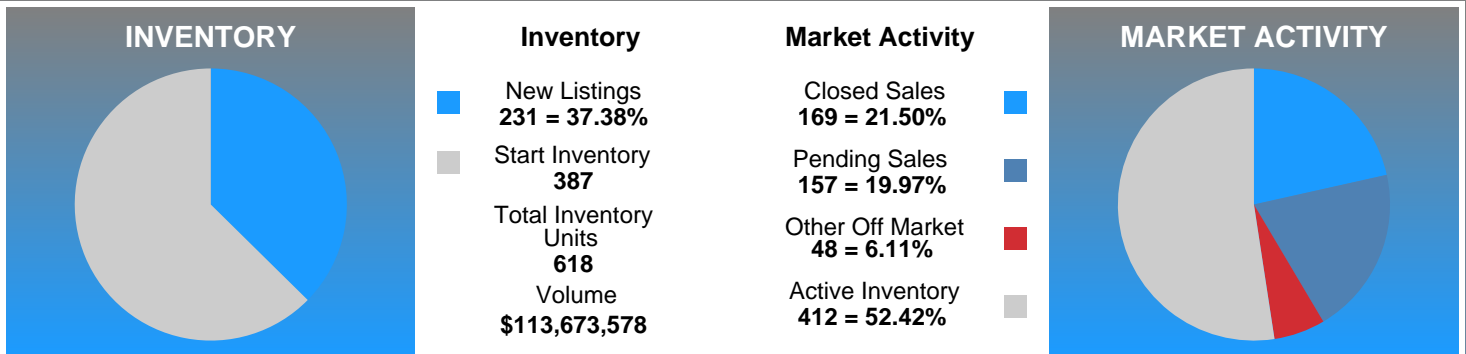 INVENTORY
Inventory
New Listings
231 = 37.38%
Start Inventory
387
Total Inventory
Units
618
Volume
$113,673,578
Market Activity
Closed Sales
169 = 21.50%
Pending Sales
157 = 19.97%
Other Off Market
48 = 6.11%
Active Inventory
412 = 52.42%
MARKET ACTIVITY